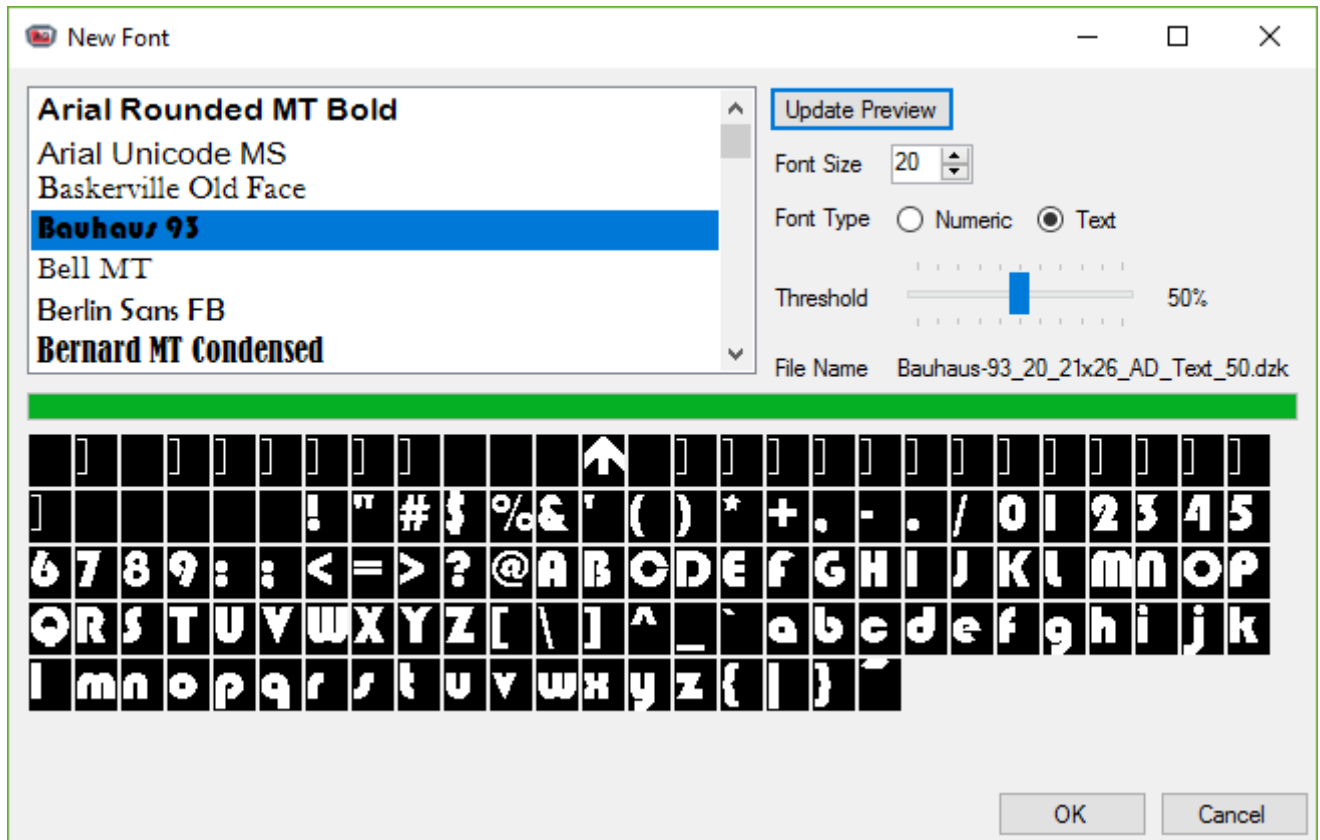 New Font
Arial Rounded MT Bold
Arial Unicode MS
Baskerville Old Face
Bauhaus 93
Bell MT
Berlin Sans FB
Bernard MT Condensed
Update Preview
Font Size 20
Font Type Numeric Text
Threshold 50%
File Name Bauhaus-93_20_21x26_AD_Text_50.dzk
! " # $ % & ' ( ) * + , - . / 0 1 2 3 4 5
6 7 8 9 : ; < = > ? @ A B C D E F G H I J K L M N O P
Q R S T U V W X Y Z [ \ ] ^ _ ` a b c d e f g h i j k
l m n o p q r s t u v w x y z { | } ~
OK Cancel